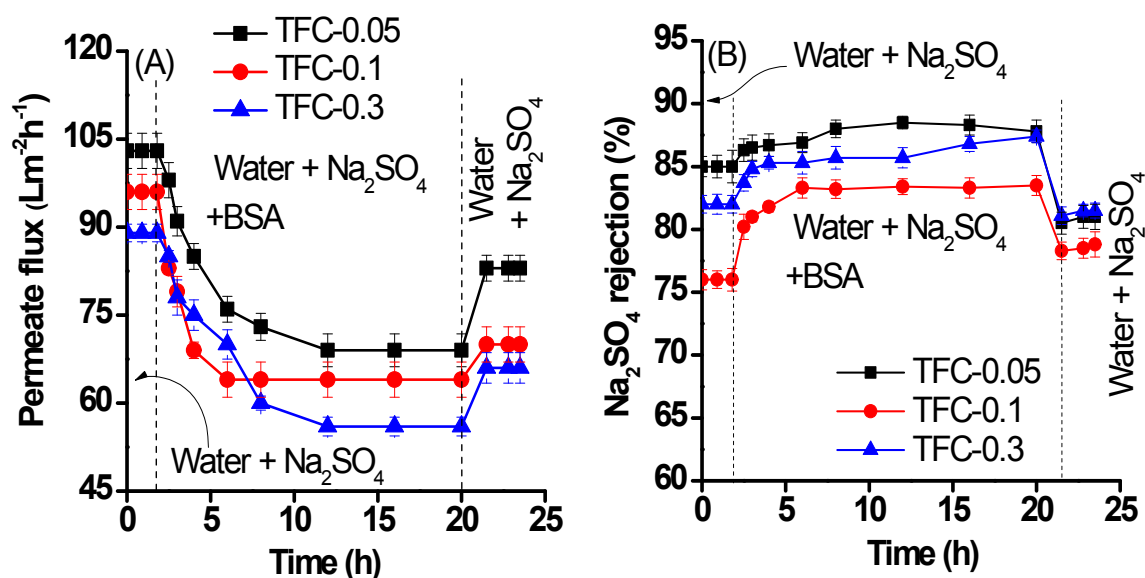 (A)
TFC-0.05
TFC-0.1
TFC-0.3
Water + Na₂SO₄
+BSA
Water
+ Na₂SO₄
Water + Na₂SO₄
Permeate flux (Lm⁻²h⁻¹)
120
105
90
75
60
45
0 5 10 15 20 25
Time (h)
(B)
Water + Na₂SO₄
Water + Na₂SO₄
+BSA
Water + Na₂SO₄
TFC-0.05
TFC-0.1
TFC-0.3
Na₂SO₄ rejection (%)
95
90
85
80
75
70
65
60
0 5 10 15 20 25
Time (h)